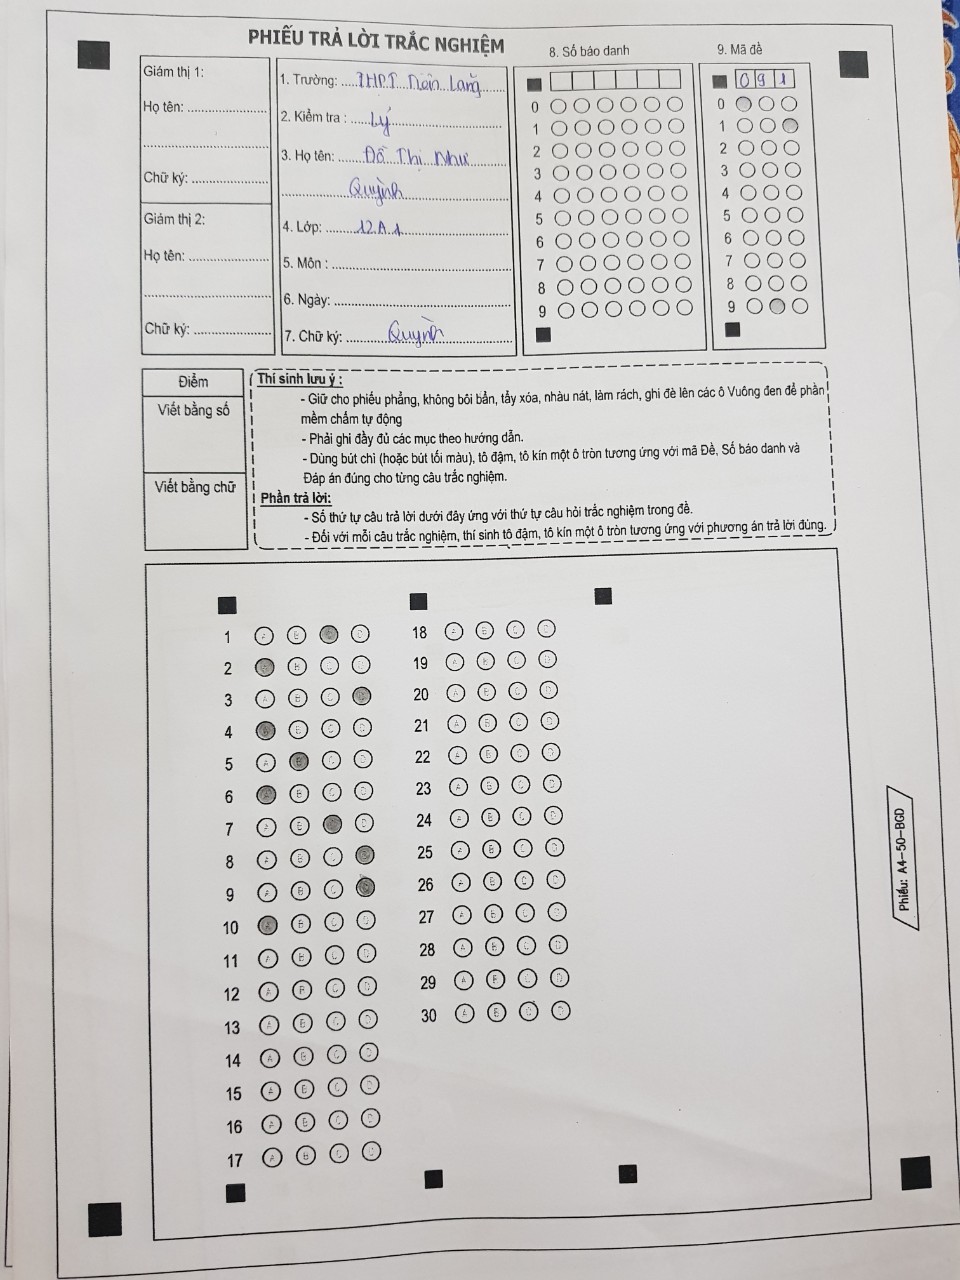 PHIẾU TRẢ LỜI TRẮC NGHIỆM
Giám thị 1:
Họ tên: ........................
........................
Chữ ký: ........................
Giám thị 2:
Họ tên: ........................
........................
Chữ ký: ........................
1. Trường: THPT Tiên Lãng
2. Kiểm tra : Lý
3. Họ tên: Đỗ Thị Như
Quỳnh
4. Lớp: 12A1
5. Môn : ........................
6. Ngày: ........................
7. Chữ ký: Quỳnh
8. Số báo danh
0
1
2
3
4
5
6
7
8
9
9. Mã đề
091
0
1
2
3
4
5
6
7
8
9
Điểm
Viết bằng số
Viết bằng chữ
Thí sinh lưu ý :
- Giữ cho phiếu phẳng, không bôi bẩn, tẩy xóa, nhàu nát, làm rách, ghi đè lên các ô Vuông đen để phần
mềm chấm tự động
- Phải ghi đầy đủ các mục theo hướng dẫn.
- Dùng bút chì (hoặc bút tối màu), tô đậm, tô kín một ô tròn tương ứng với mã Đề, Số báo danh và
Đáp án đúng cho từng câu trắc nghiệm.
Phần trả lời:
- Số thứ tự câu trả lời dưới đây ứng với thứ tự câu hỏi trắc nghiệm trong đề.
- Đối với mỗi câu trắc nghiệm, thí sinh tô đậm, tô kín một ô tròn tương ứng với phương án trả lời đúng.
1 A B C D
2 A B C D
3 A B C D
4 A B C D
5 A B C D
6 A B C D
7 A B C D
8 A B C D
9 A B C D
10 A B C D
11 A B C D
12 A B C D
13 A B C D
14 A B C D
15 A B C D
16 A B C D
17 A B C D
18 A B C D
19 A B C D
20 A B C D
21 A B C D
22 A B C D
23 A B C D
24 A B C D
25 A B C D
26 A B C D
27 A B C D
28 A B C D
29 A B C D
30 A B C D
Phiếu: A4-50-BGD